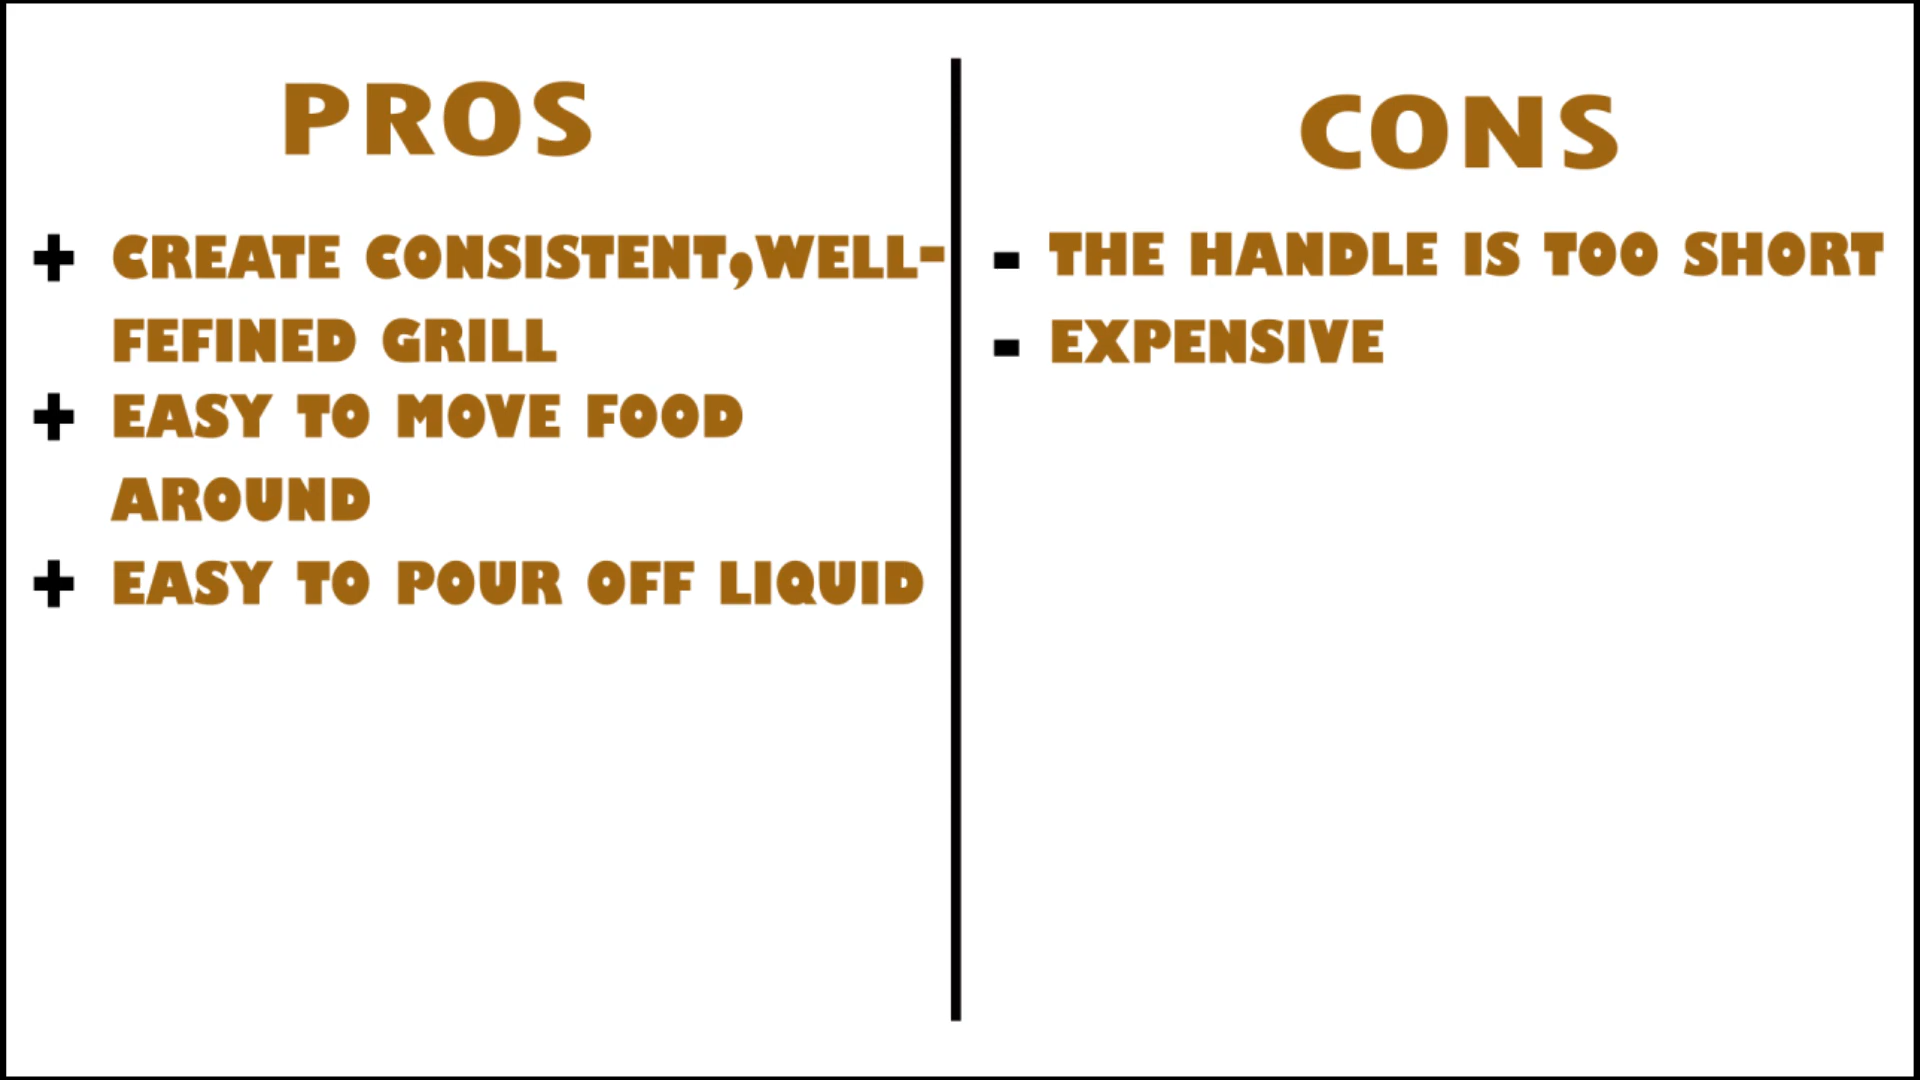 PROS
+ CREATE CONSISTENT,WELL-
FEFINED GRILL
+ EASY TO MOVE FOOD
AROUND
+ EASY TO POUR OFF LIQUID
CONS
- THE HANDLE IS TOO SHORT
- EXPENSIVE